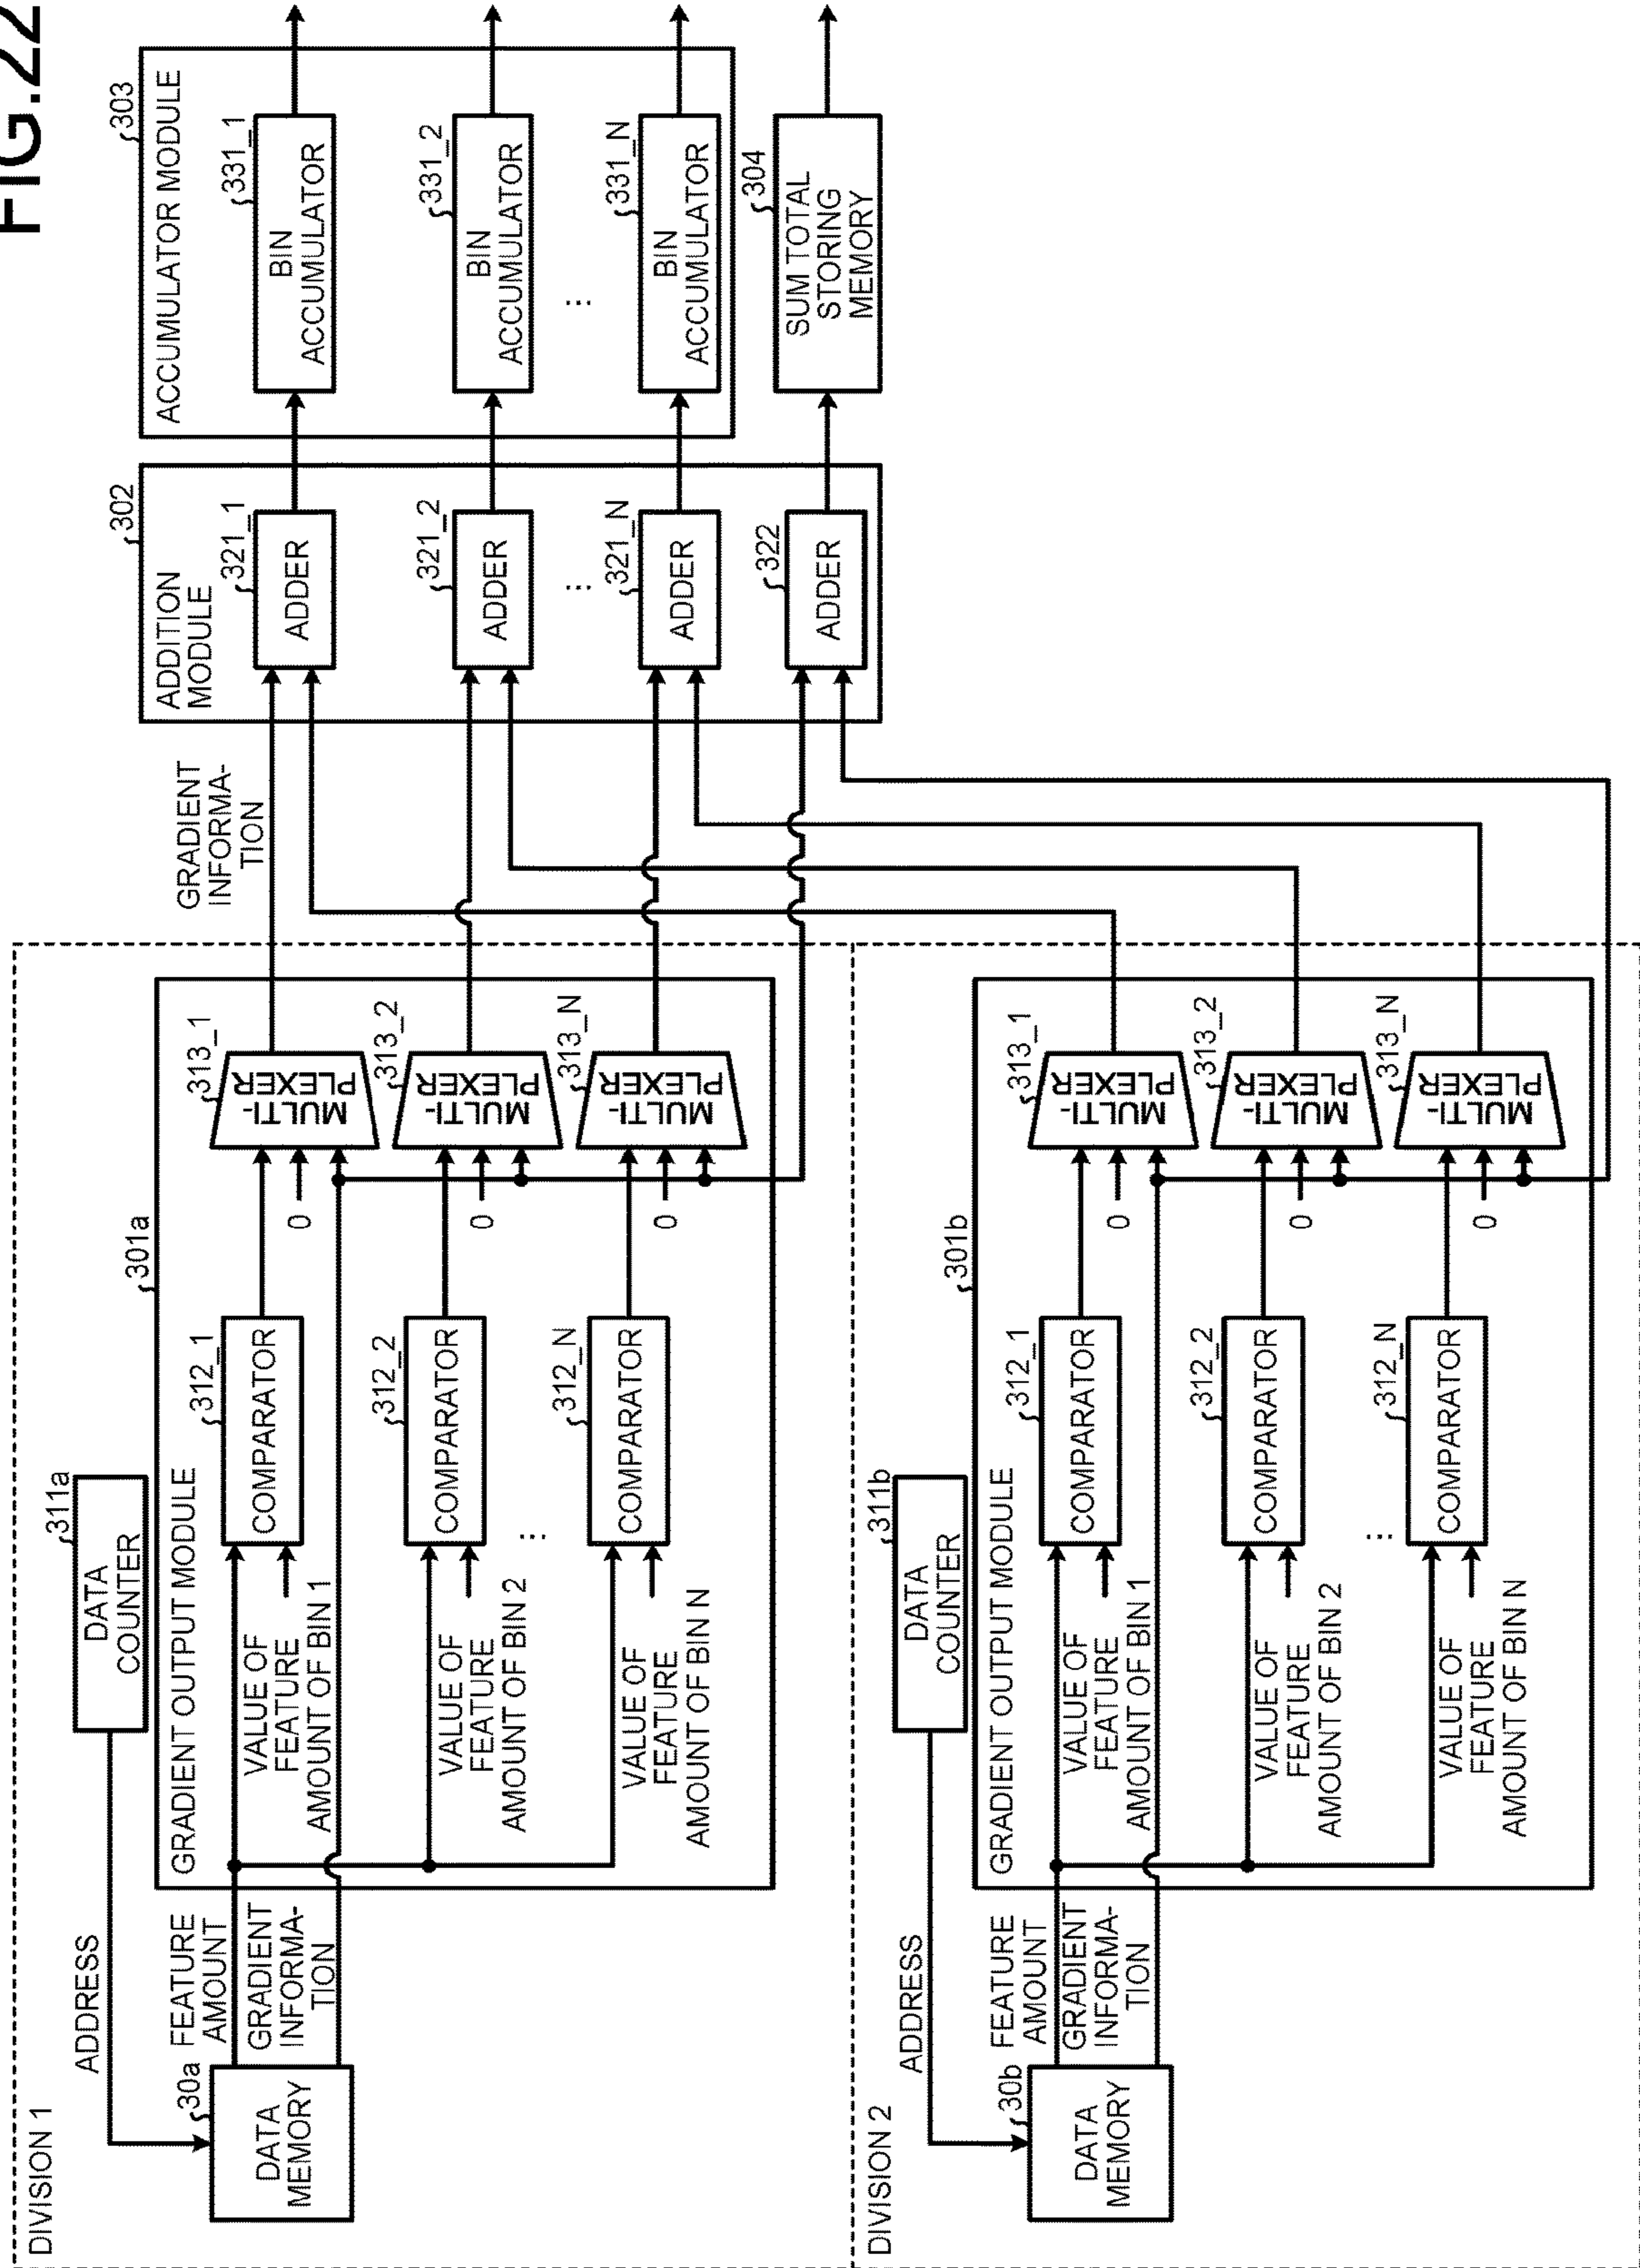 FIG.22
DIVISION 1
ADDRESS
311a
DATA
COUNTER
30a
DATA
MEMORY
FEATURE
AMOUNT
GRADIENT
INFORMA-
TION
301a
GRADIENT OUTPUT MODULE
VALUE OF
FEATURE
AMOUNT OF BIN 1
312_1
COMPARATOR
0
313_1
MULTI-
PLEXER
VALUE OF
FEATURE
AMOUNT OF BIN 2
312_2
COMPARATOR
0
313_2
MULTI-
PLEXER
...
VALUE OF
FEATURE
AMOUNT OF BIN N
312_N
COMPARATOR
0
313_N
MULTI-
PLEXER
GRADIENT
INFORMA-
TION
302
ADDITION
MODULE
321_1
ADDER
321_2
ADDER
...
321_N
ADDER
322
ADDER
303
ACCUMULATOR MODULE
331_1
BIN
ACCUMULATOR
331_2
BIN
ACCUMULATOR
...
331_N
BIN
ACCUMULATOR
304
SUM TOTAL
STORING
MEMORY
DIVISION 2
ADDRESS
311b
DATA
COUNTER
30b
DATA
MEMORY
FEATURE
AMOUNT
GRADIENT
INFORMA-
TION
301b
GRADIENT OUTPUT MODULE
VALUE OF
FEATURE
AMOUNT OF BIN 1
312_1
COMPARATOR
0
313_1
MULTI-
PLEXER
VALUE OF
FEATURE
AMOUNT OF BIN 2
312_2
COMPARATOR
0
313_2
MULTI-
PLEXER
...
VALUE OF
FEATURE
AMOUNT OF BIN N
312_N
COMPARATOR
0
313_N
MULTI-
PLEXER